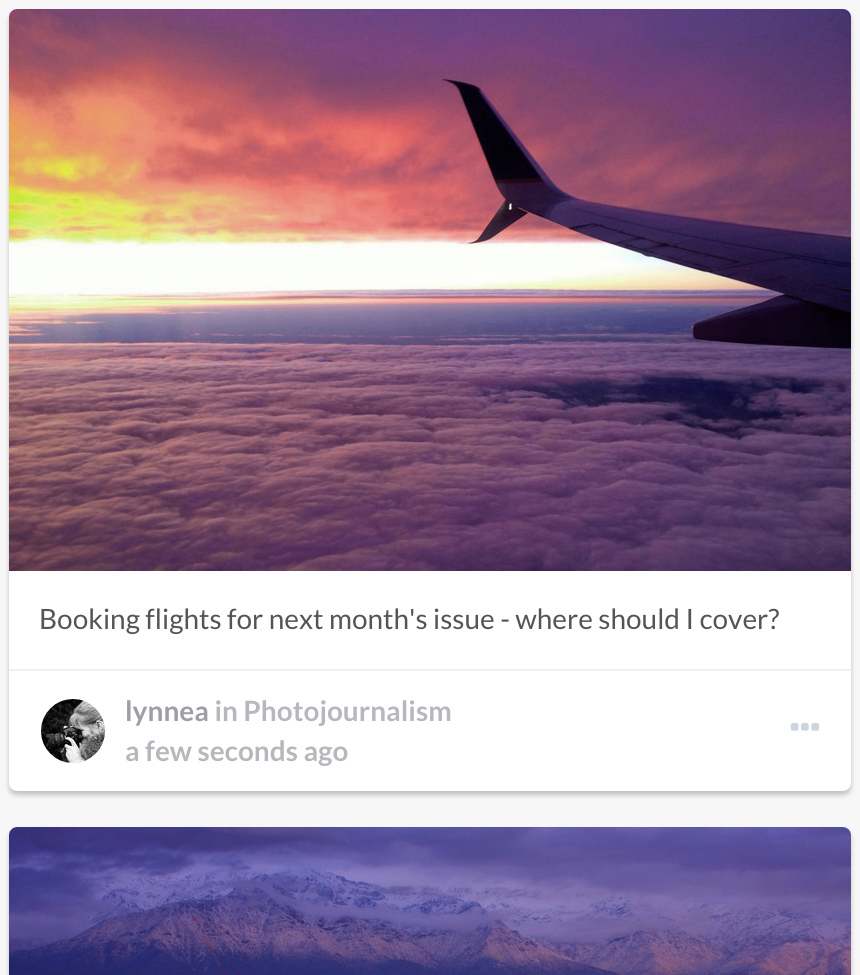 Booking flights for next month's issue - where should I cover?
lynnea in Photojournalism
a few seconds ago